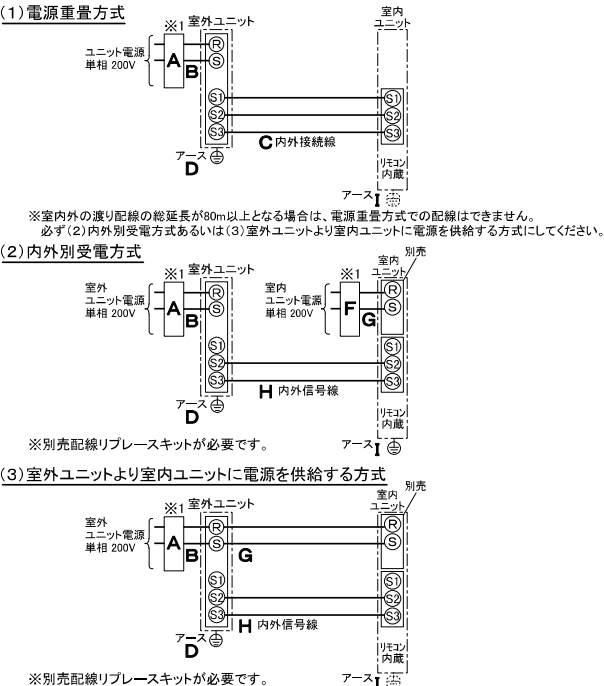 (1)電源重畳方式
※1 室外ユニット
室内
ユニット
ユニット電源
単相 200V
A
B
R
S
S1
S2
S3
S1
S2
S3
C 内外接続線
アース
D
リモコン
内蔵
アース I
※室内外の渡り配線の総延長が80m以上となる場合は、電源重畳方式での配線はできません。
必ず(2)内外別受電方式あるいは(3)室外ユニットより室内ユニットに電源を供給する方式にしてください。
(2)内外別受電方式
別売
※1 室外ユニット
※1
室内
ユニット
室外
ユニット電源
単相 200V
A
B
R
S
室内
ユニット電源
単相 200V
F
G
R
S
S1
S2
S3
S1
S2
S3
H 内外信号線
アース
D
リモコン
内蔵
※別売配線リプレースキットが必要です。
アース I
(3)室外ユニットより室内ユニットに電源を供給する方式
別売
※1 室外ユニット
室内
ユニット
室外
ユニット電源
単相 200V
A
B
R
S
G
R
S
S1
S2
S3
S1
S2
S3
H 内外信号線
アース
D
リモコン
内蔵
※別売配線リプレースキットが必要です。
アース I